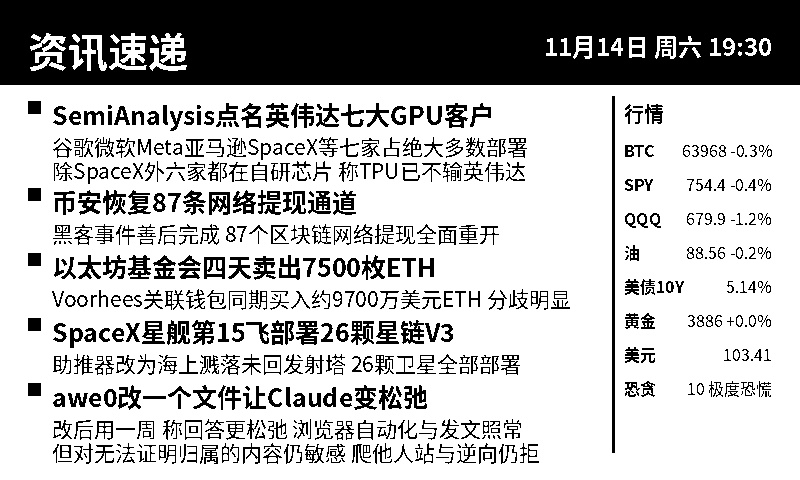 资讯速递
11月14日 周六 19:30
SemiAnalysis点名英伟达七大GPU客户
谷歌微软Meta亚马逊SpaceX等七家占绝大多数部署
除SpaceX外六家都在自研芯片 称TPU已不输英伟达
币安恢复87条网络提现通道
黑客事件善后完成 87个区块链网络提现全面重开
以太坊基金会四天卖出7500枚ETH
Voorhees关联钱包同期买入约9700万美元ETH 分歧明显
SpaceX星舰第15飞部署26颗星链V3
助推器改为海上溅落未回发射塔 26颗卫星全部部署
awe0改一个文件让Claude变松弛
改后用一周 称回答更松弛 浏览器自动化与发文照常
但对无法证明归属的内容仍敏感 爬他人站与逆向仍拒
行情
BTC 63968 -0.3%
SPY 754.4 -0.4%
QQQ 679.9 -1.2%
油 88.56 -0.2%
美债10Y 5.14%
黄金 3886 +0.0%
美元 103.41
恐贪 10 极度恐慌